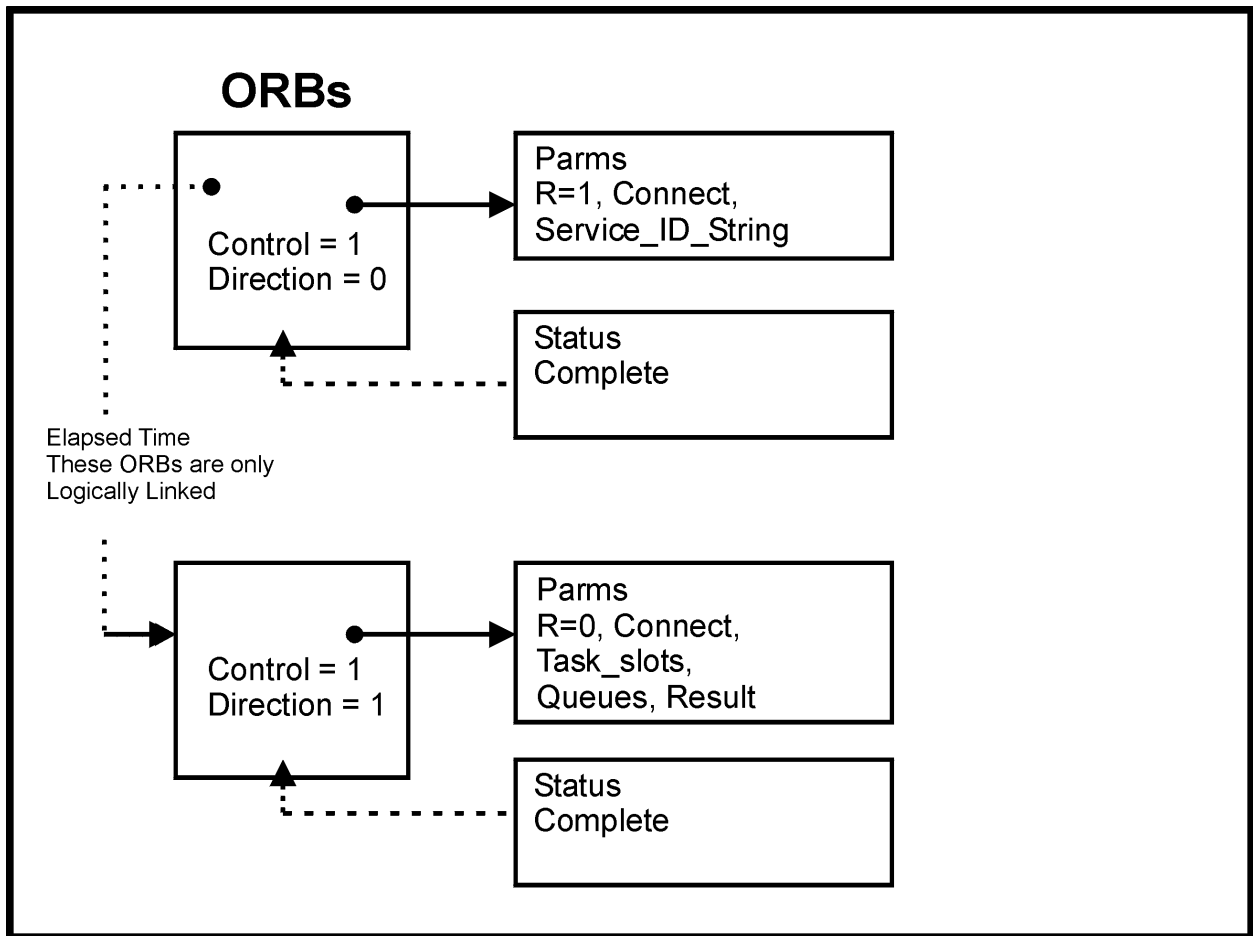 ORBs
Control = 1
Direction = 0
Parms
R=1, Connect,
Service_ID_String
Status
Complete
Elapsed Time
These ORBs are only
Logically Linked
Control = 1
Direction = 1
Parms
R=0, Connect,
Task_slots,
Queues, Result
Status
Complete